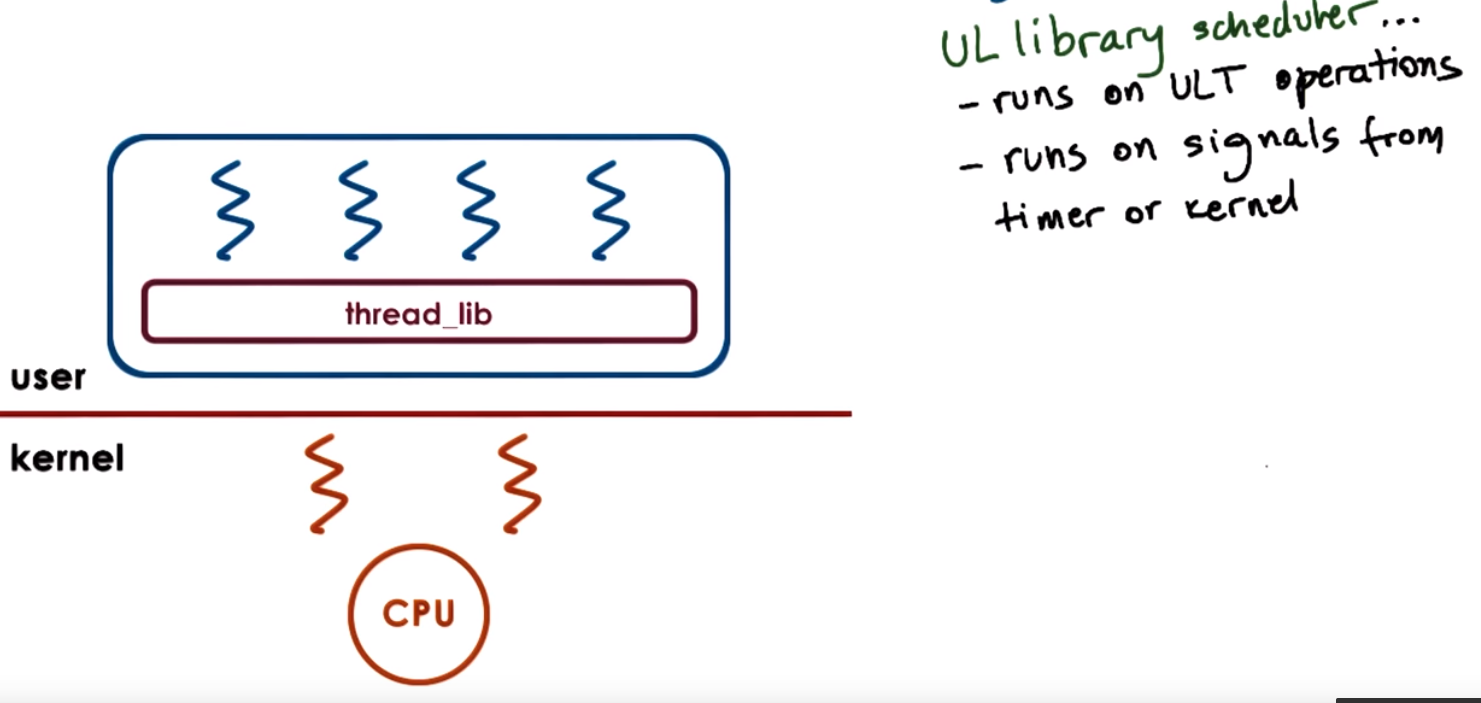 UL library scheduler...
- runs on ULT operations
- runs on signals from
timer or kernel
thread_lib
user
kernel
CPU